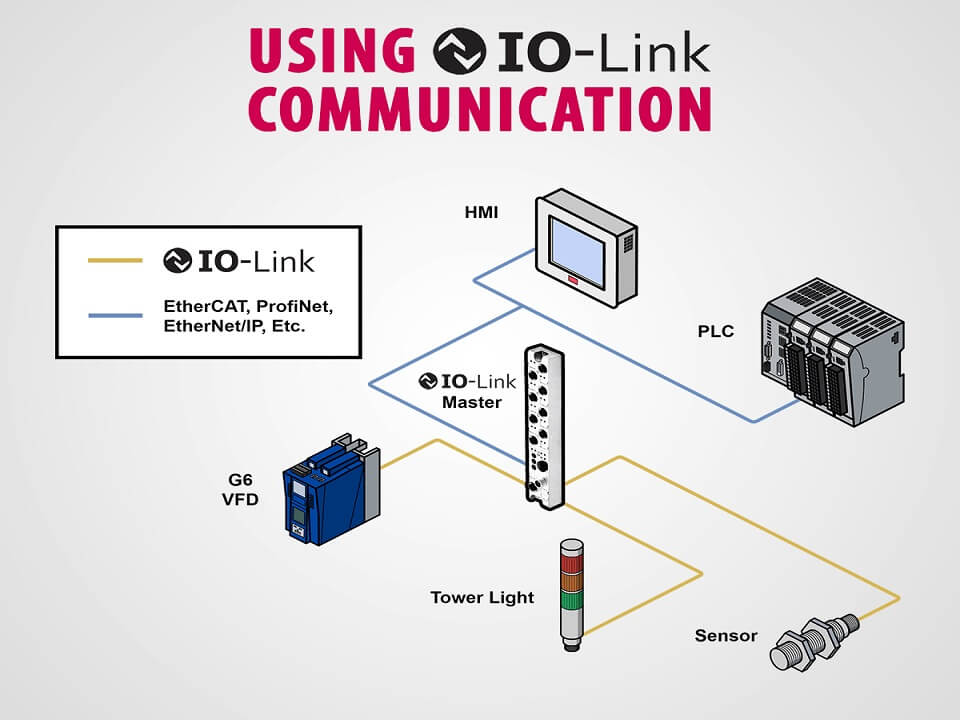 USING IO-Link
COMMUNICATION
HMI
IO-Link
EtherCAT, ProfiNet,
EtherNet/IP, Etc.
PLC
IO-Link
Master
G6
VFD
Tower Light
Sensor